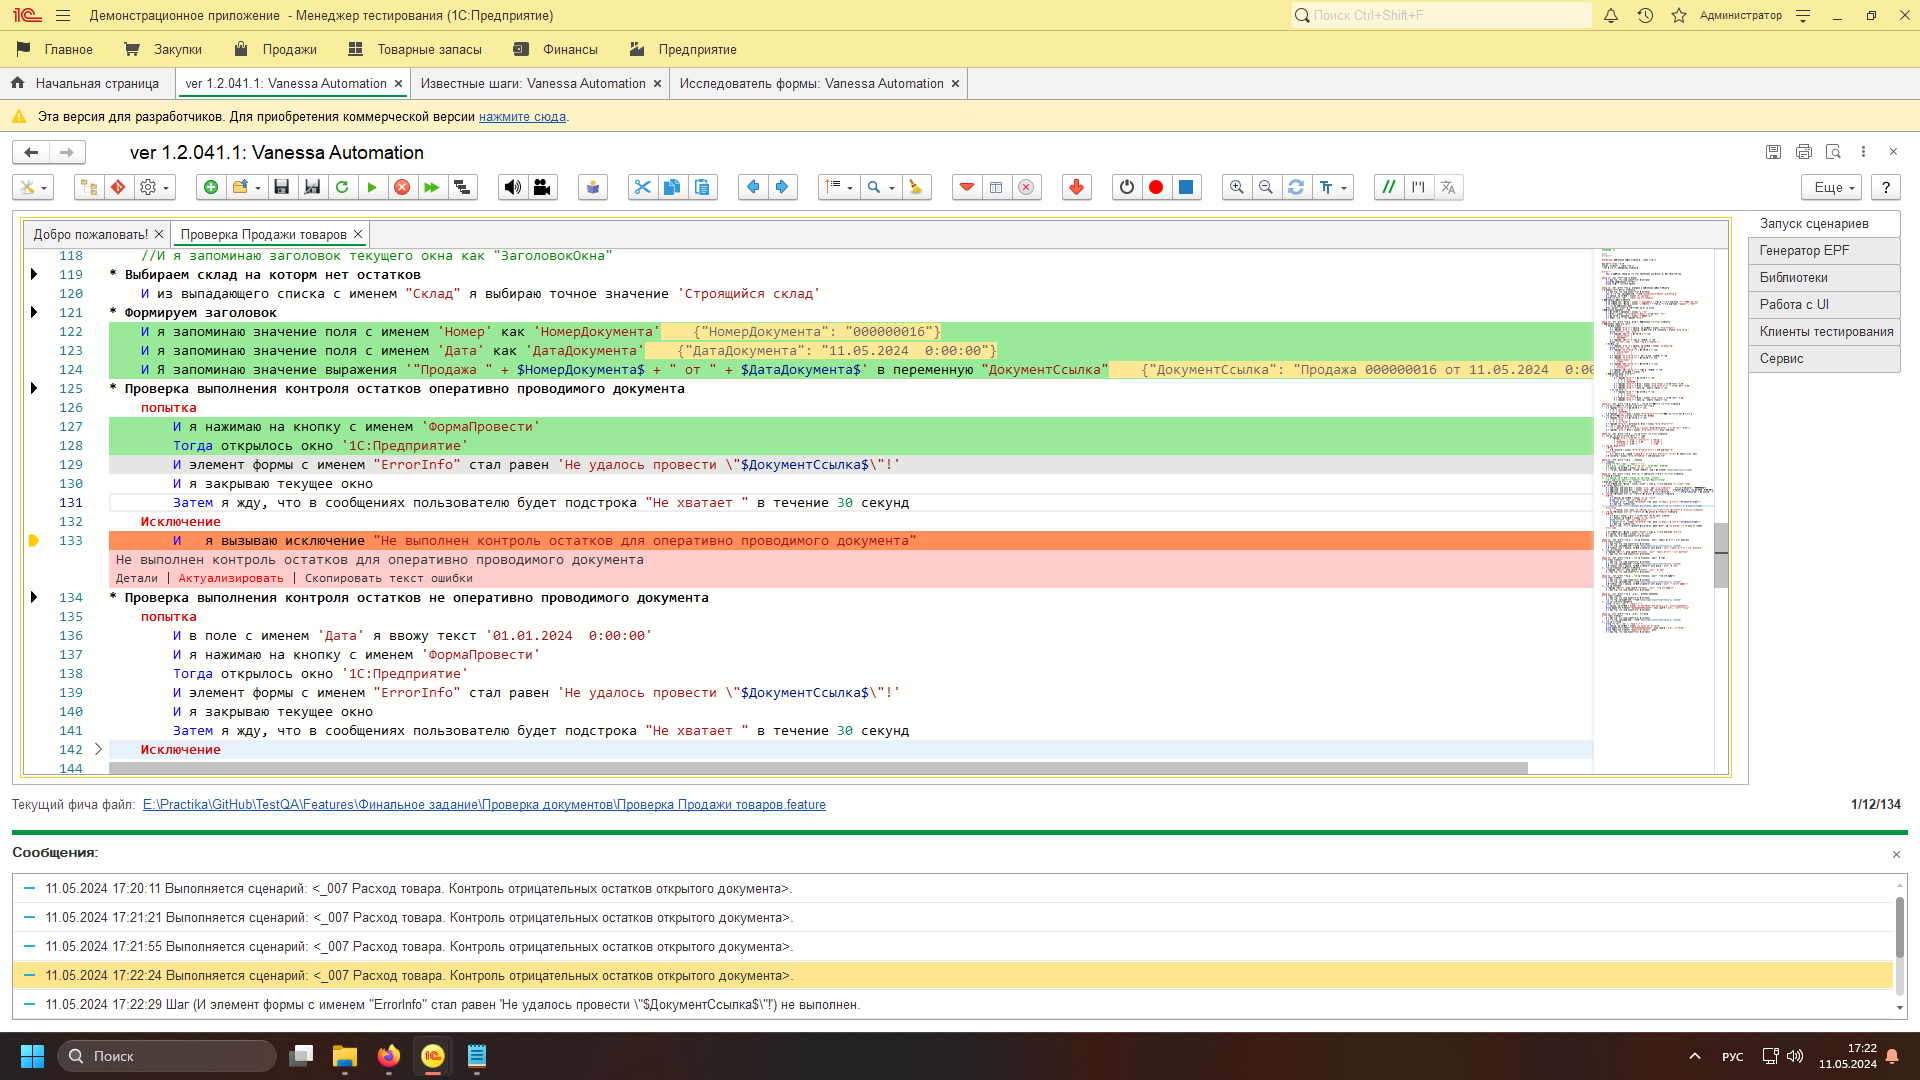 Демонстрационное приложение - Менеджер тестирования (1С:Предприятие)
Поиск Ctrl+Shift+F
Администратор
Главное
Закупки
Продажи
Товарные запасы
Финансы
Предприятие
Начальная страница
ver 1.2.041.1: Vanessa Automation ×
Известные шаги: Vanessa Automation ×
Исследователь формы: Vanessa Automation ×
Эта версия для разработчиков. Для приобретения коммерческой версии нажмите сюда.
ver 1.2.041.1: Vanessa Automation
Еще
?
Добро пожаловать! ×
Проверка Продажи товаров ×
118 //И я запоминаю заголовок текущего окна как "ЗаголовокОкна"
119 * Выбираем склад на котором нет остатков
120 И из выпадающего списка с именем "Склад" я выбираю точное значение 'Строящийся склад'
121 * Формируем заголовок
122 И я запоминаю значение поля с именем 'Номер' как 'НомерДокумента' {"НомерДокумента": "000000016"}
123 И я запоминаю значение поля с именем 'Дата' как 'ДатаДокумента' {"ДатаДокумента": "11.05.2024  0:00:00"}
124 И Я запоминаю значение выражения '"Продажа " + $НомерДокумента$ + " от " + $ДатаДокумента$' в переменную "ДокументСсылка" {"ДокументСсылка": "Продажа 000000016 от 11.05.2024  0:00
125 * Проверка выполнения контроля остатков оперативно проводимого документа
126 попытка
127 И я нажимаю на кнопку с именем 'ФормаПровести'
128 Тогда открылось окно '1С:Предприятие'
129 И элемент формы с именем "ErrorInfo" стал равен 'Не удалось провести \"$ДокументСсылка$\"!'
130 И я закрываю текущее окно
131 Затем я жду, что в сообщениях пользователю будет подстрока "Не хватает " в течение 30 секунд
132 Исключение
133 И   я вызываю исключение "Не выполнен контроль остатков для оперативно проводимого документа"
Не выполнен контроль остатков для оперативно проводимого документа
Детали | Актуализировать | Скопировать текст ошибки
134 * Проверка выполнения контроля остатков не оперативно проводимого документа
135 попытка
136 И в поле с именем 'Дата' я ввожу текст '01.01.2024  0:00:00'
137 И я нажимаю на кнопку с именем 'ФормаПровести'
138 Тогда открылось окно '1С:Предприятие'
139 И элемент формы с именем "ErrorInfo" стал равен 'Не удалось провести \"$ДокументСсылка$\"!'
140 И я закрываю текущее окно
141 Затем я жду, что в сообщениях пользователю будет подстрока "Не хватает " в течение 30 секунд
142 Исключение
144
Запуск сценариев
Генератор EPF
Библиотеки
Работа с UI
Клиенты тестирования
Сервис
Текущий фича файл: E:\Practika\GitHub\TestQA\Features\Финальное задание\Проверка документов\Проверка Продажи товаров.feature
1/12/134
Сообщения:
11.05.2024 17:20:11 Выполняется сценарий: <_007 Расход товара. Контроль отрицательных остатков открытого документа>.
11.05.2024 17:21:21 Выполняется сценарий: <_007 Расход товара. Контроль отрицательных остатков открытого документа>.
11.05.2024 17:21:55 Выполняется сценарий: <_007 Расход товара. Контроль отрицательных остатков открытого документа>.
11.05.2024 17:22:24 Выполняется сценарий: <_007 Расход товара. Контроль отрицательных остатков открытого документа>.
11.05.2024 17:22:29 Шаг (И элемент формы с именем "ErrorInfo" стал равен 'Не удалось провести \"$ДокументСсылка$\"!') не выполнен.
Поиск
РУС
17:22
11.05.2024